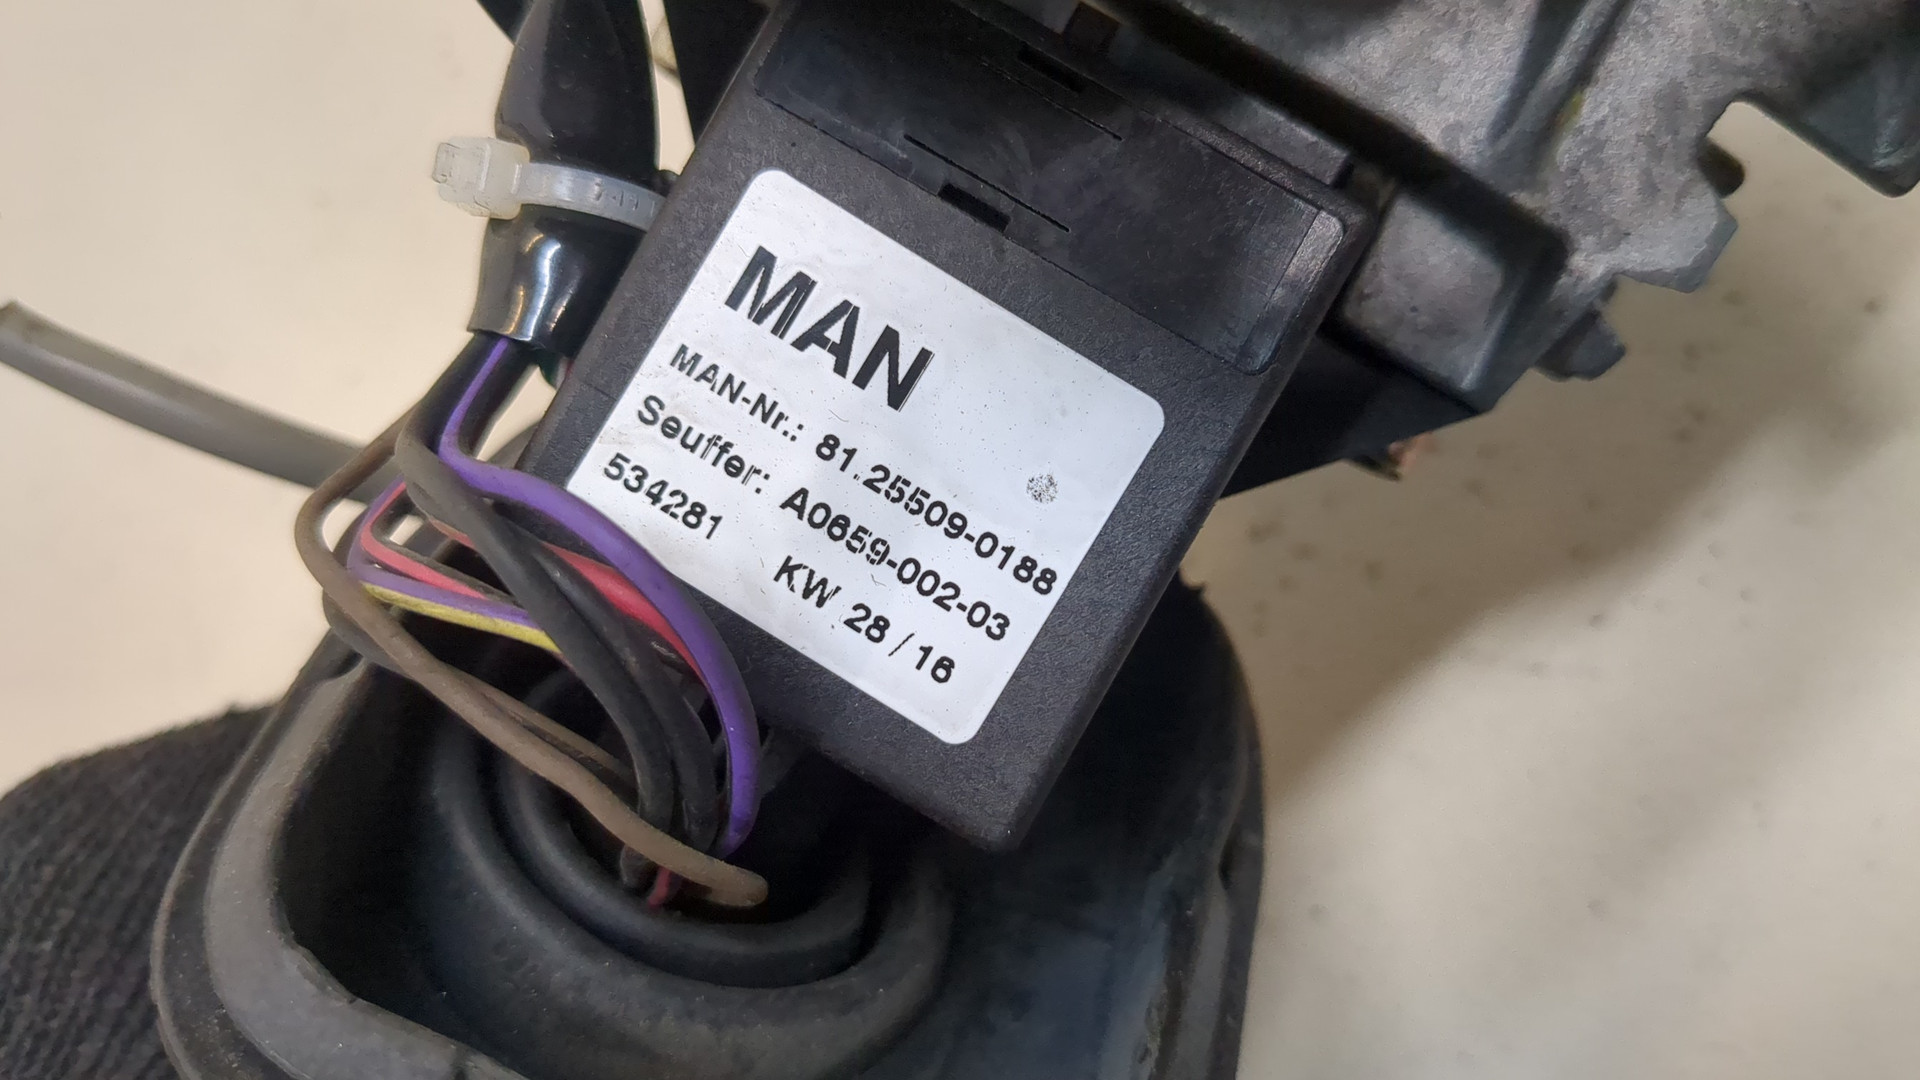 MAN
MAN-Nr.: 81.25509-0188
Seuffer: A0659-002-03
534281 KW 28 / 16